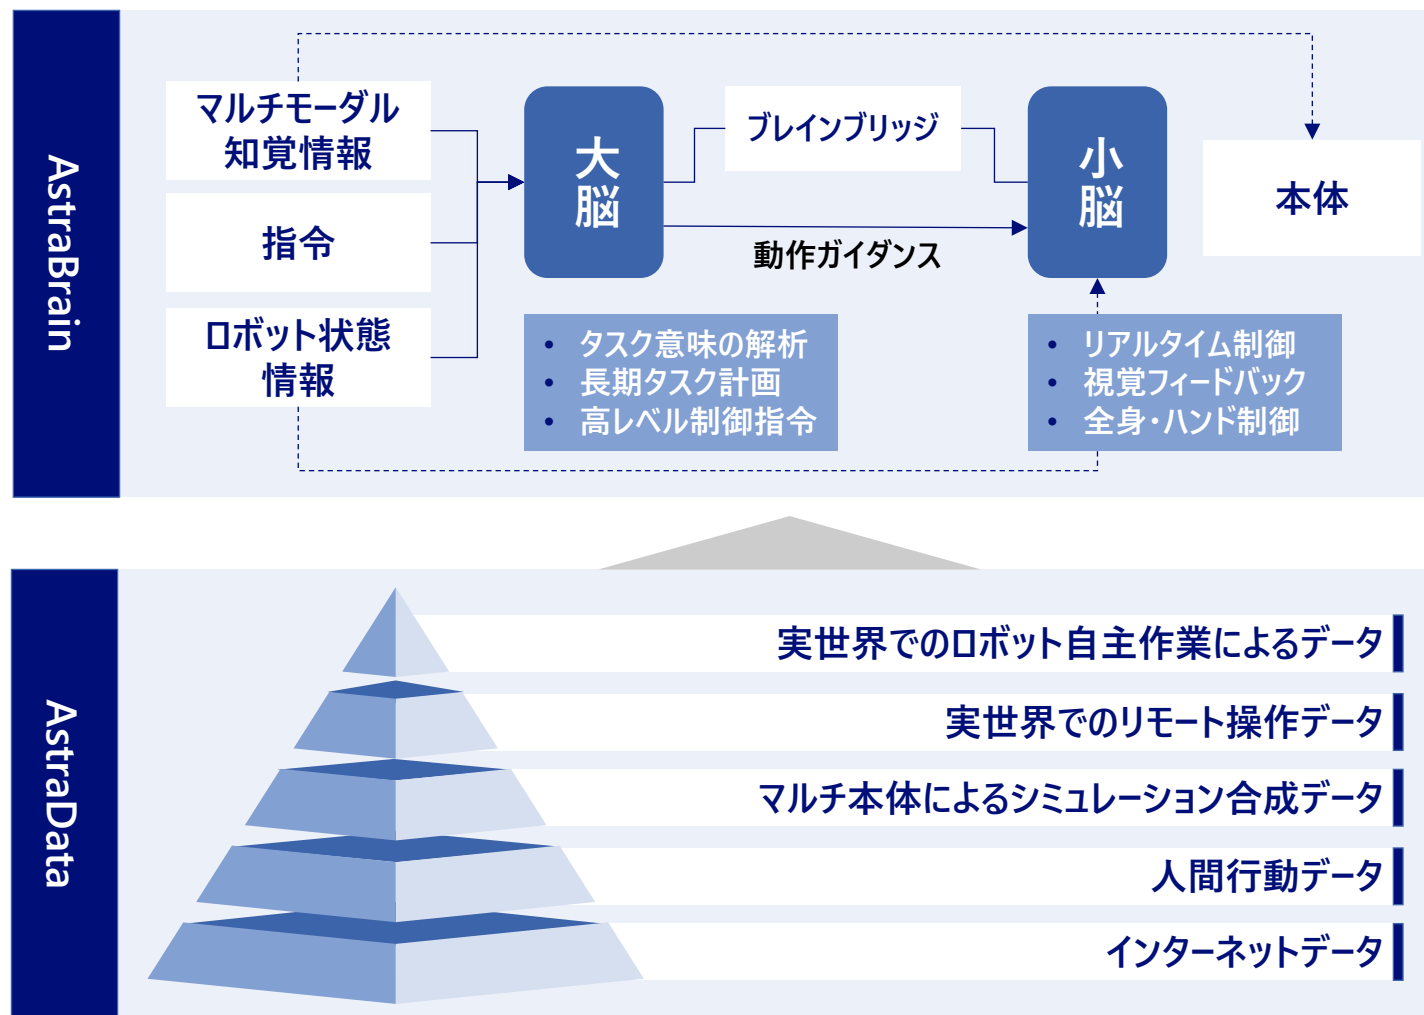 AstraBrain
マルチモーダル
知覚情報
指令
ロボット状態
情報
大
脳
ブレインブリッジ
動作ガイダンス
小
脳
本体
• タスク意味の解析
• 長期タスク計画
• 高レベル制御指令
• リアルタイム制御
• 視覚フィードバック
• 全身・ハンド制御
AstraData
実世界でのロボット自主作業によるデータ
実世界でのリモート操作データ
マルチ本体によるシミュレーション合成データ
人間行動データ
インターネットデータ